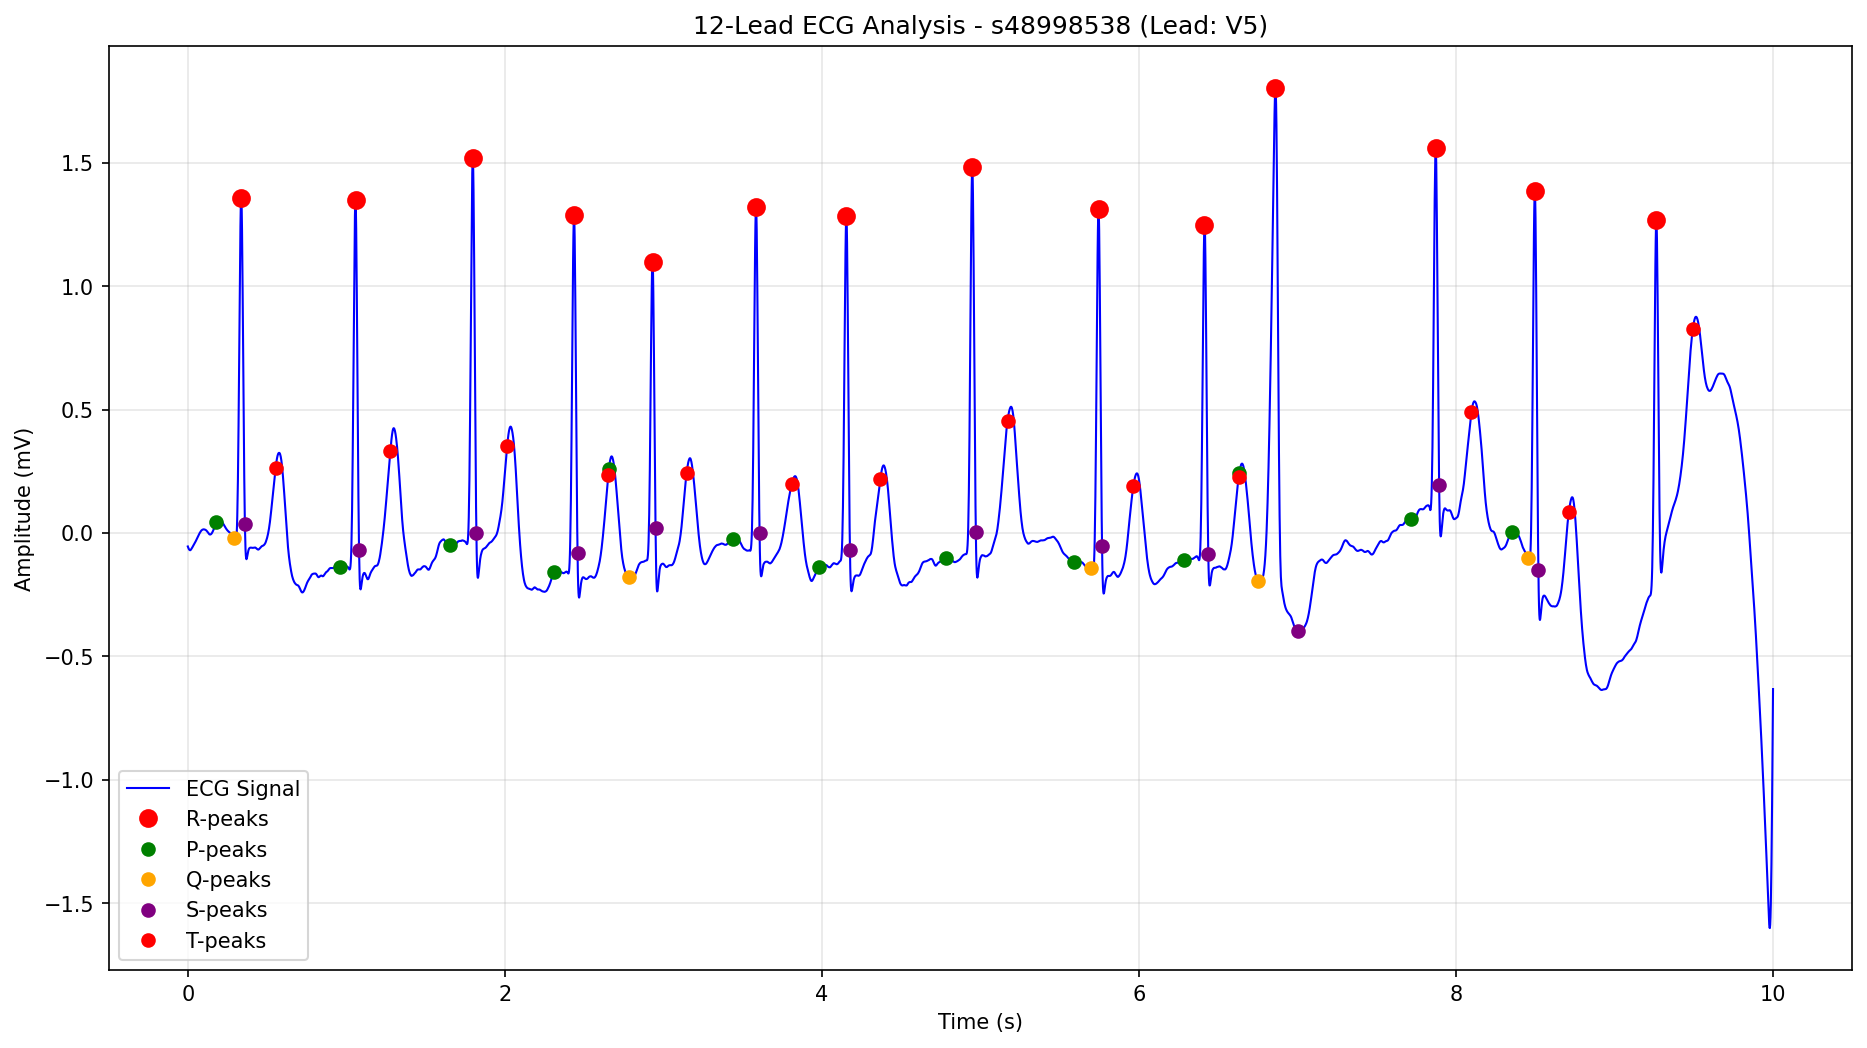 12-Lead ECG Analysis - s48998538 (Lead: V5)
Amplitude (mV)
1.5
1.0
0.5
0.0
−0.5
−1.0
−1.5
ECG Signal
R-peaks
P-peaks
Q-peaks
S-peaks
T-peaks
0 2 4 6 8 10
Time (s)